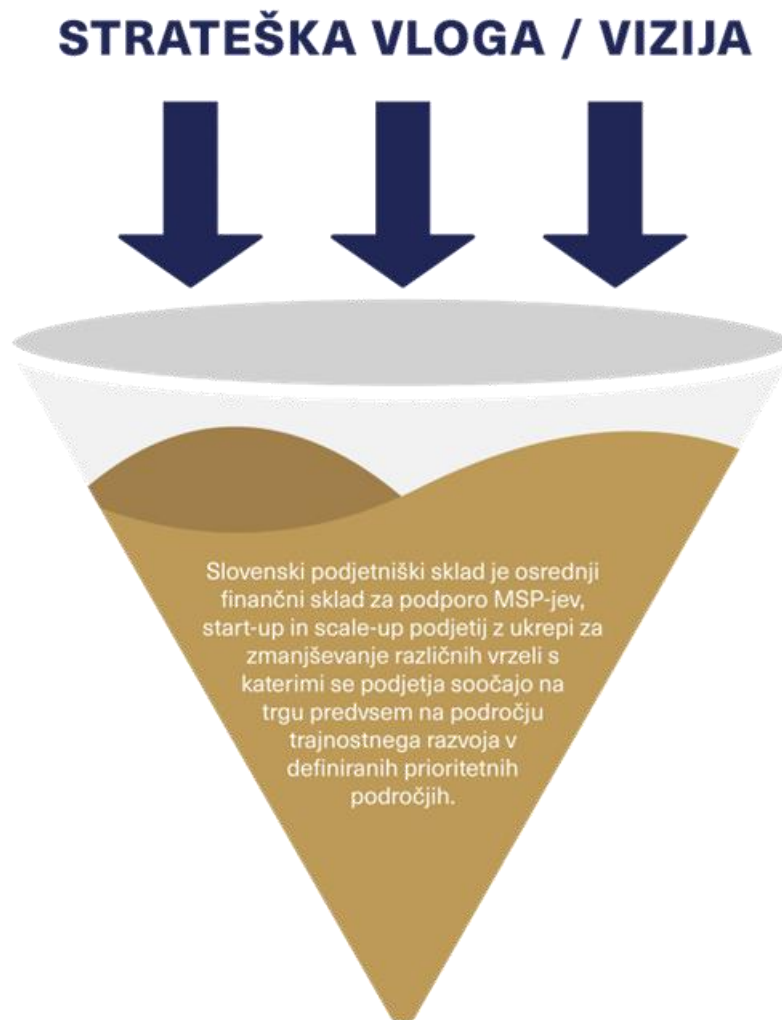 STRATEŠKA VLOGA / VIZIJA
Slovenski podjetniški sklad je osrednji
finančni sklad za podporo MSP-jev,
start-up in scale-up podjetij z ukrepi za
zmanjševanje različnih vrzeli s
katerimi se podjetja soočajo na
trgu predvsem na področju
trajnostnega razvoja v
definiranih prioritetnih
področjih.